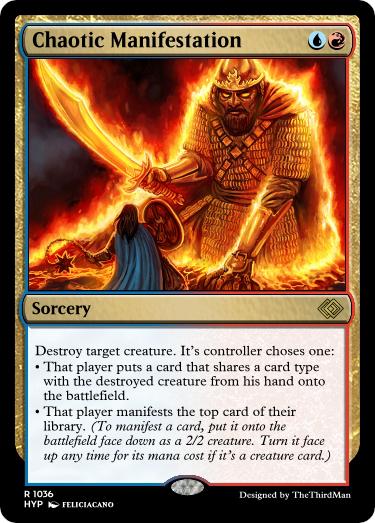 Chaotic Manifestation
Sorcery
Destroy target creature. It's controller choses one:
• That player puts a card that shares a card type
with the destroyed creature from his hand onto
the battlefield.
• That player manifests the top card of their
library. (To manifest a card, put it onto the
battlefield face down as a 2/2 creature. Turn it face
up any time for its mana cost if it's a creature card.)
R 1036
HYP FELICIACANO
Designed by TheThirdMan